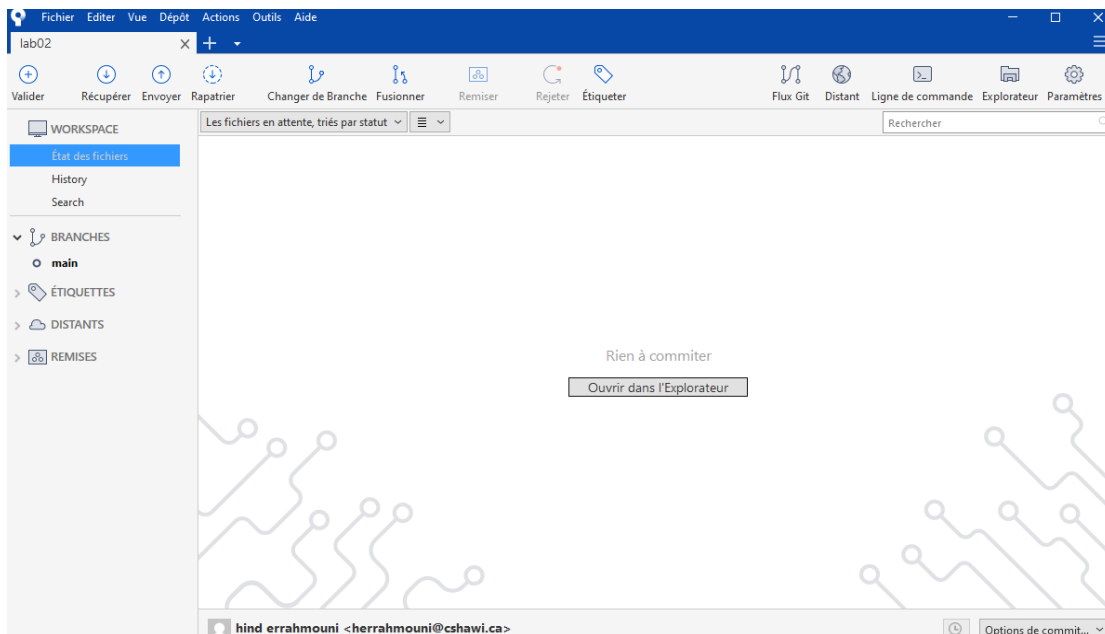 Fichier Editer Vue Dépôt Actions Outils Aide
lab02
Valider Récupérer Envoyer Rapatrier Changer de Branche Fusionner Remiser Rejeter Étiqueter Flux Git Distant Ligne de commande Explorateur Paramètres
WORKSPACE
Les fichiers en attente, triés par statut
Rechercher
État des fichiers
History
Search
BRANCHES
main
ÉTIQUETTES
DISTANTS
REMISES
Rien à commiter
Ouvrir dans l'Explorateur
hind errahmouni <herrahmouni@cshawi.ca>
Options de commit...